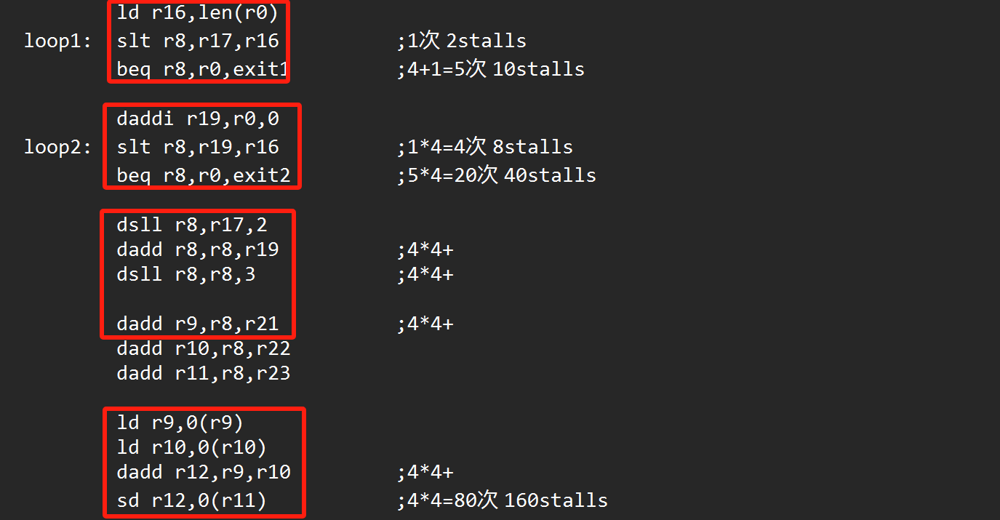 ld r16,len(r0)
loop1: slt r8,r17,r16 ;1次 2stalls
beq r8,r0,exit1 ;4+1=5次 10stalls
daddi r19,r0,0
loop2: slt r8,r19,r16 ;1*4=4次 8stalls
beq r8,r0,exit2 ;5*4=20次 40stalls
dsll r8,r17,2
dadd r8,r8,r19 ;4*4+
dsll r8,r8,3 ;4*4+
dadd r9,r8,r21 ;4*4+
dadd r10,r8,r22
dadd r11,r8,r23
ld r9,0(r9)
ld r10,0(r10)
dadd r12,r9,r10 ;4*4+
sd r12,0(r11) ;4*4=80次 160stalls